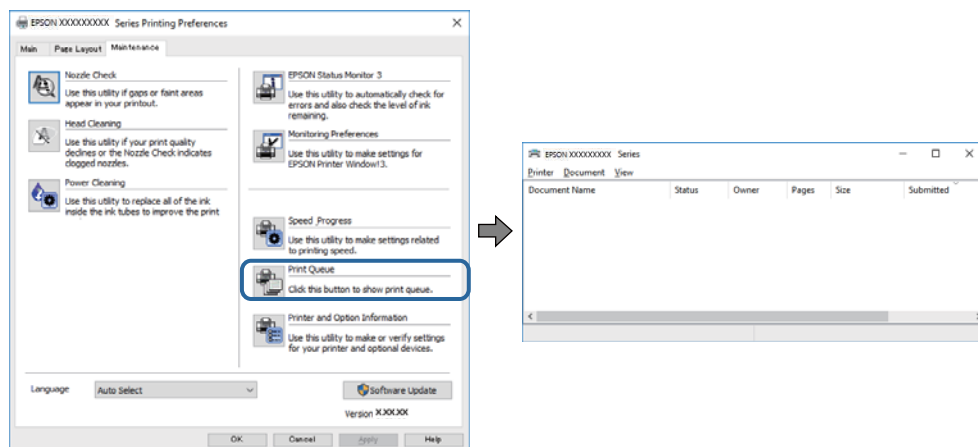 EPSON XXXXXXXXX Series Printing Preferences
Main Page Layout Maintenance
Nozzle Check
Use this utility if gaps or faint areas
appear in your printout.
Head Cleaning
Use this utility if your print quality
declines or the Nozzle Check indicates
clogged nozzles.
Power Cleaning
Use this utility to replace all of the ink
inside the ink tubes to improve the print
EPSON Status Monitor 3
Use this utility to automatically check for
errors and also check the level of ink
remaining.
Monitoring Preferences
Use this utility to make settings for
EPSON Printer Window!3.
Speed Progress
Use this utility to make settings related
to printing speed.
Print Queue
Click this button to show print queue.
Printer and Option Information
Use this utility to make or verify settings
for your printer and optional devices.
Language Auto Select
Software Update
Version X.XX.XX
OK Cancel Apply Help
EPSON XXXXXXXXX Series
Printer Document View
Document Name Status Owner Pages Size Submitted